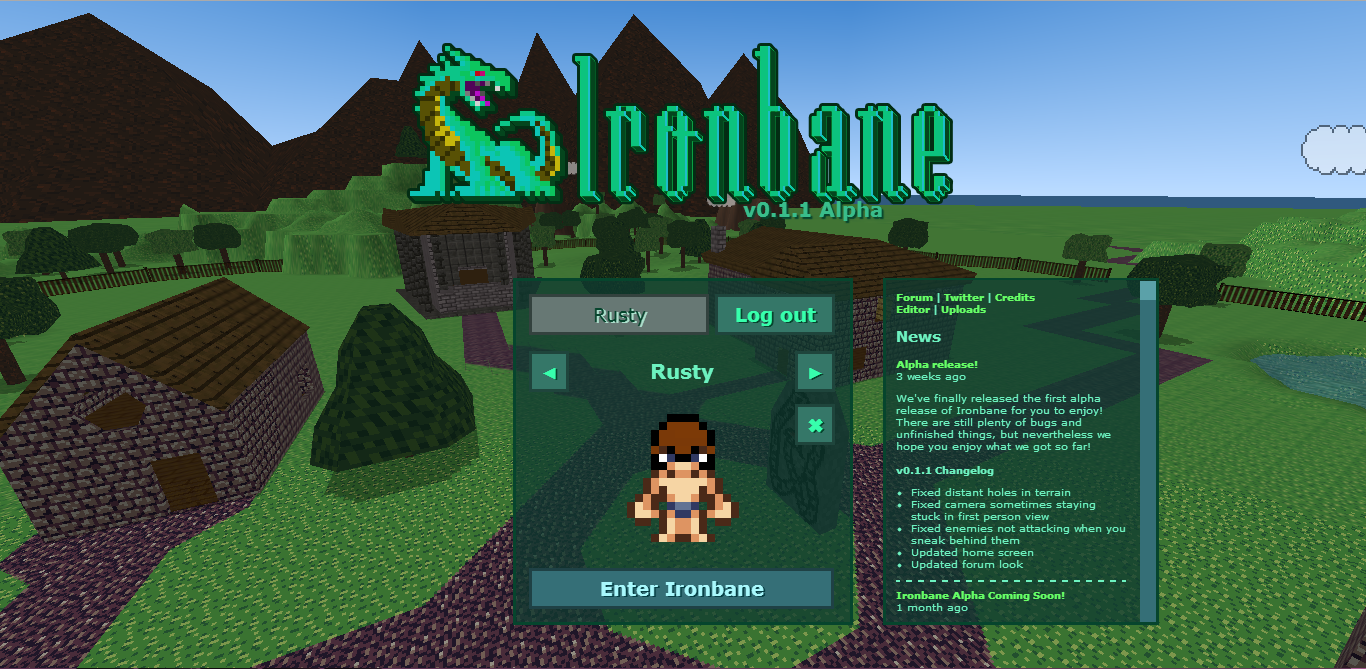 Ironbane
v0.1.1 Alpha
Rusty
Log out
Rusty
Enter Ironbane
Forum | Twitter | Credits
Editor | Uploads
News
Alpha release!
3 weeks ago
We've finally released the first alpha
release of Ironbane for you to enjoy!
There are still plenty of bugs and
unfinished things, but nevertheless we
hope you enjoy what we got so far!
v0.1.1 Changelog
• Fixed distant holes in terrain
• Fixed camera sometimes staying
stuck in first person view
• Fixed enemies not attacking when you
sneak behind them
• Updated home screen
• Updated forum look
Ironbane Alpha Coming Soon!
1 month ago